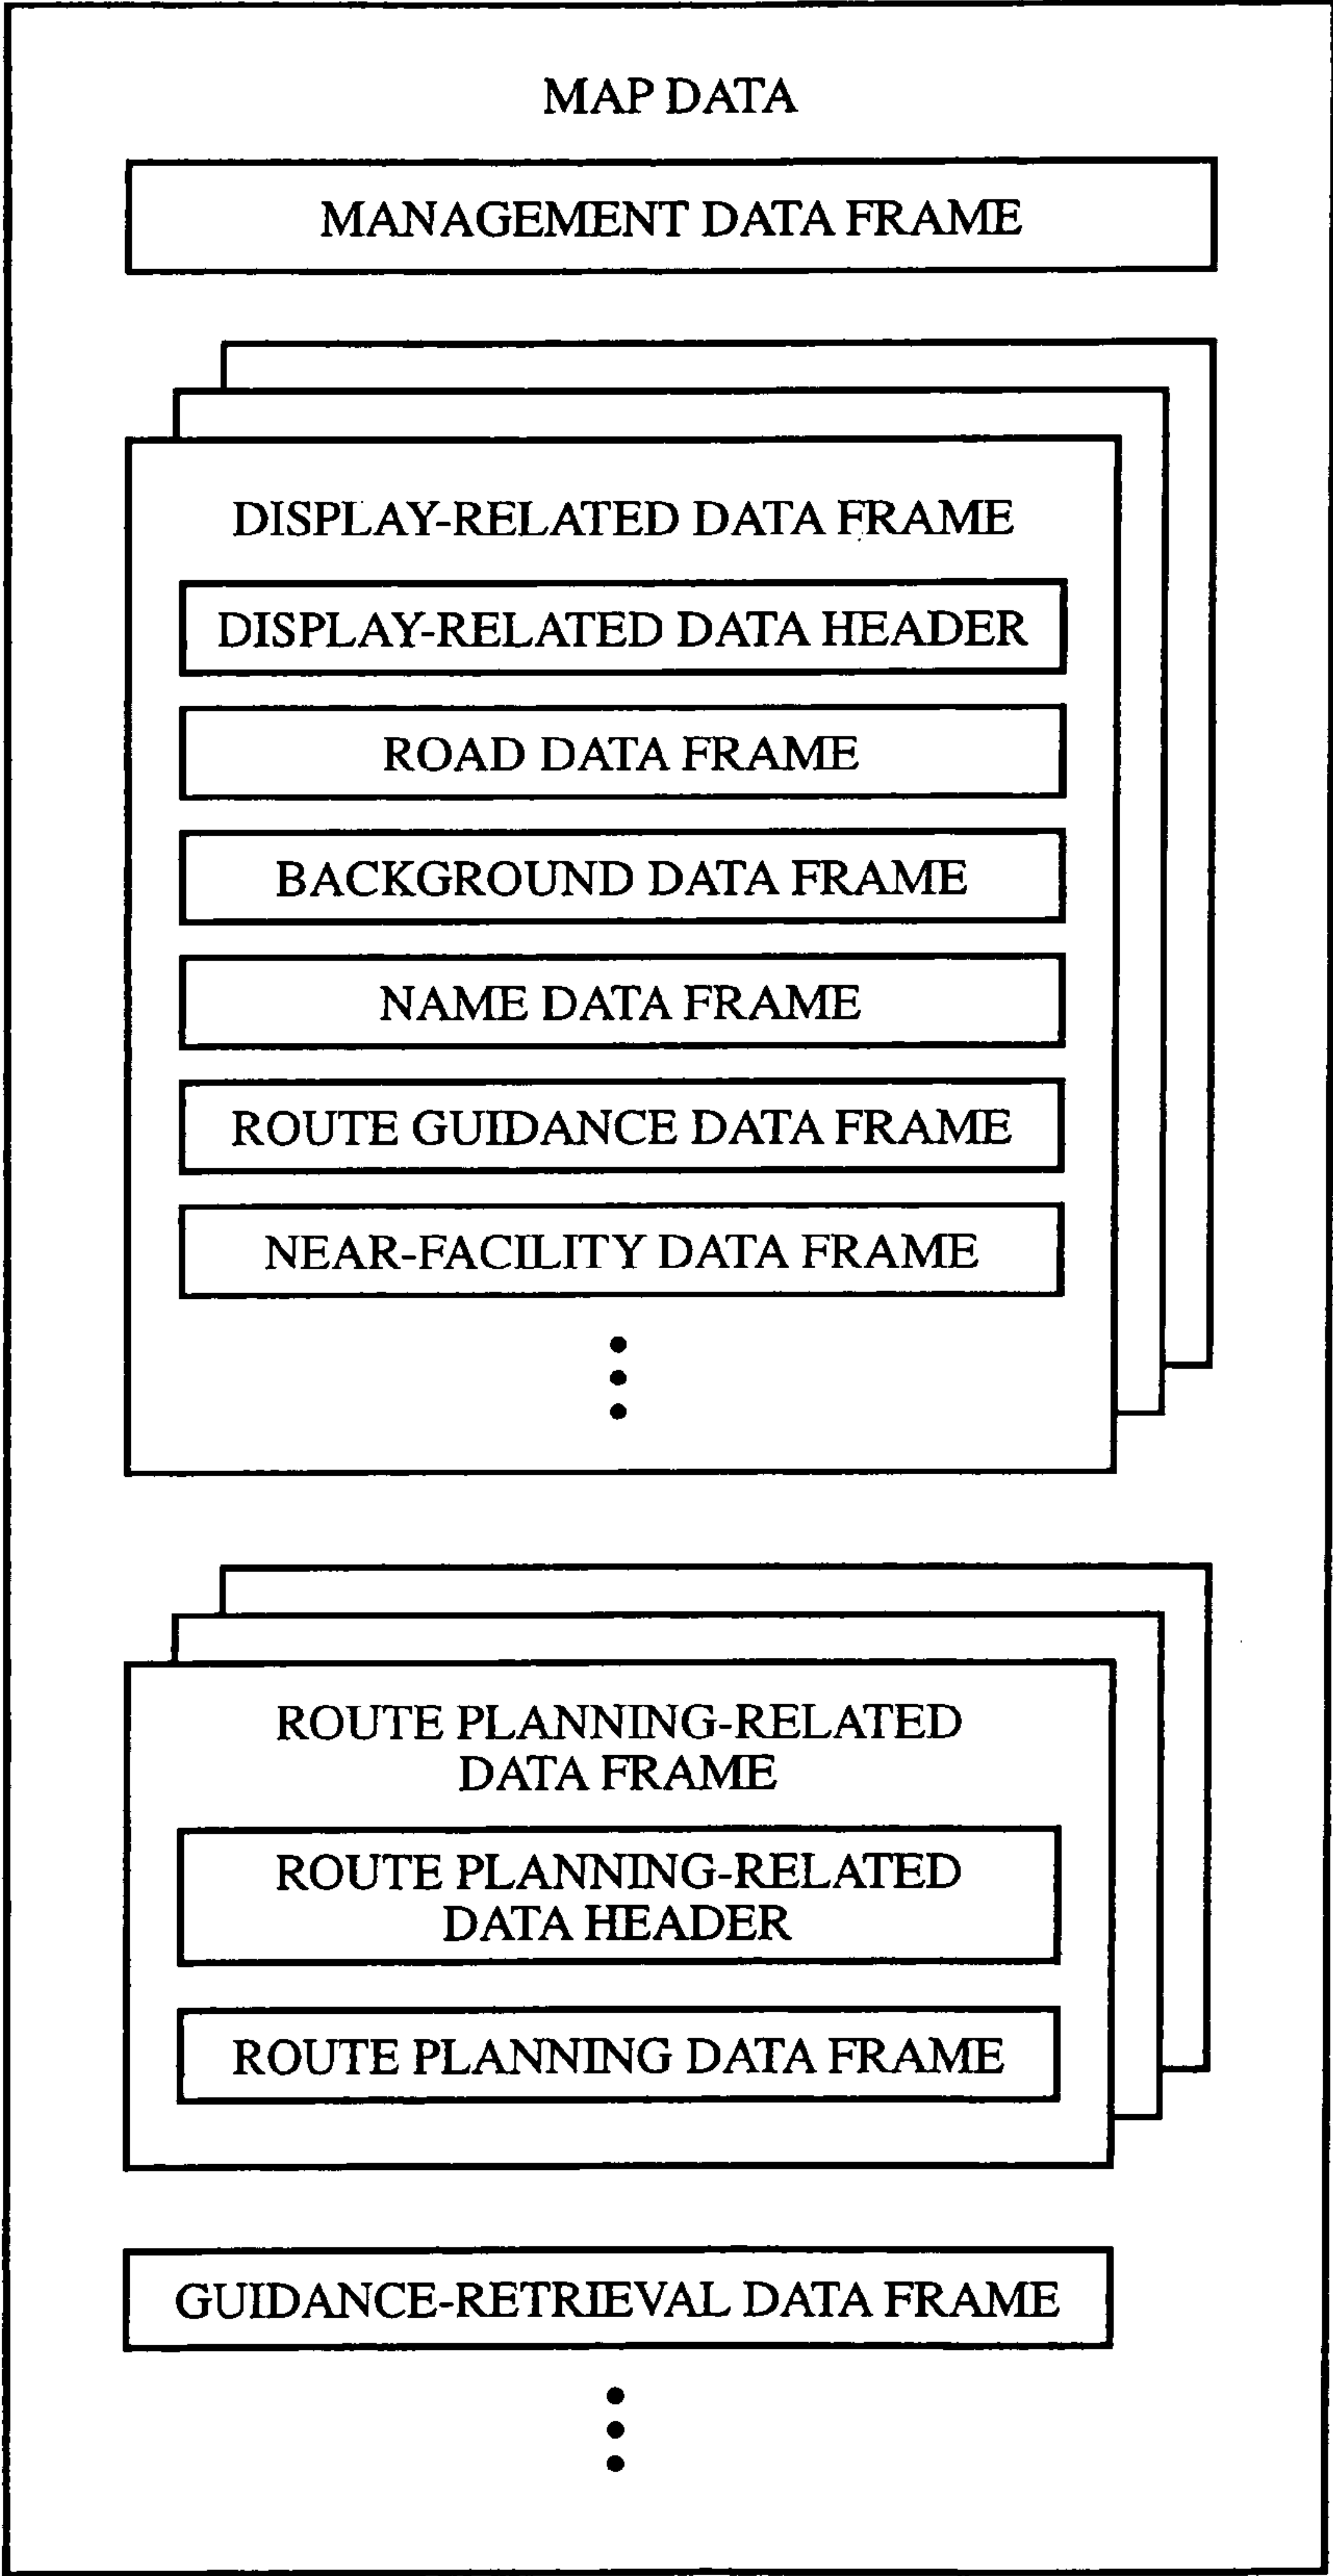 MAP DATA
MANAGEMENT DATA FRAME
DISPLAY-RELATED DATA FRAME
DISPLAY-RELATED DATA HEADER
ROAD DATA FRAME
BACKGROUND DATA FRAME
NAME DATA FRAME
ROUTE GUIDANCE DATA FRAME
NEAR-FACILITY DATA FRAME
ROUTE PLANNING-RELATED
DATA FRAME
ROUTE PLANNING-RELATED
DATA HEADER
ROUTE PLANNING DATA FRAME
GUIDANCE-RETRIEVAL DATA FRAME